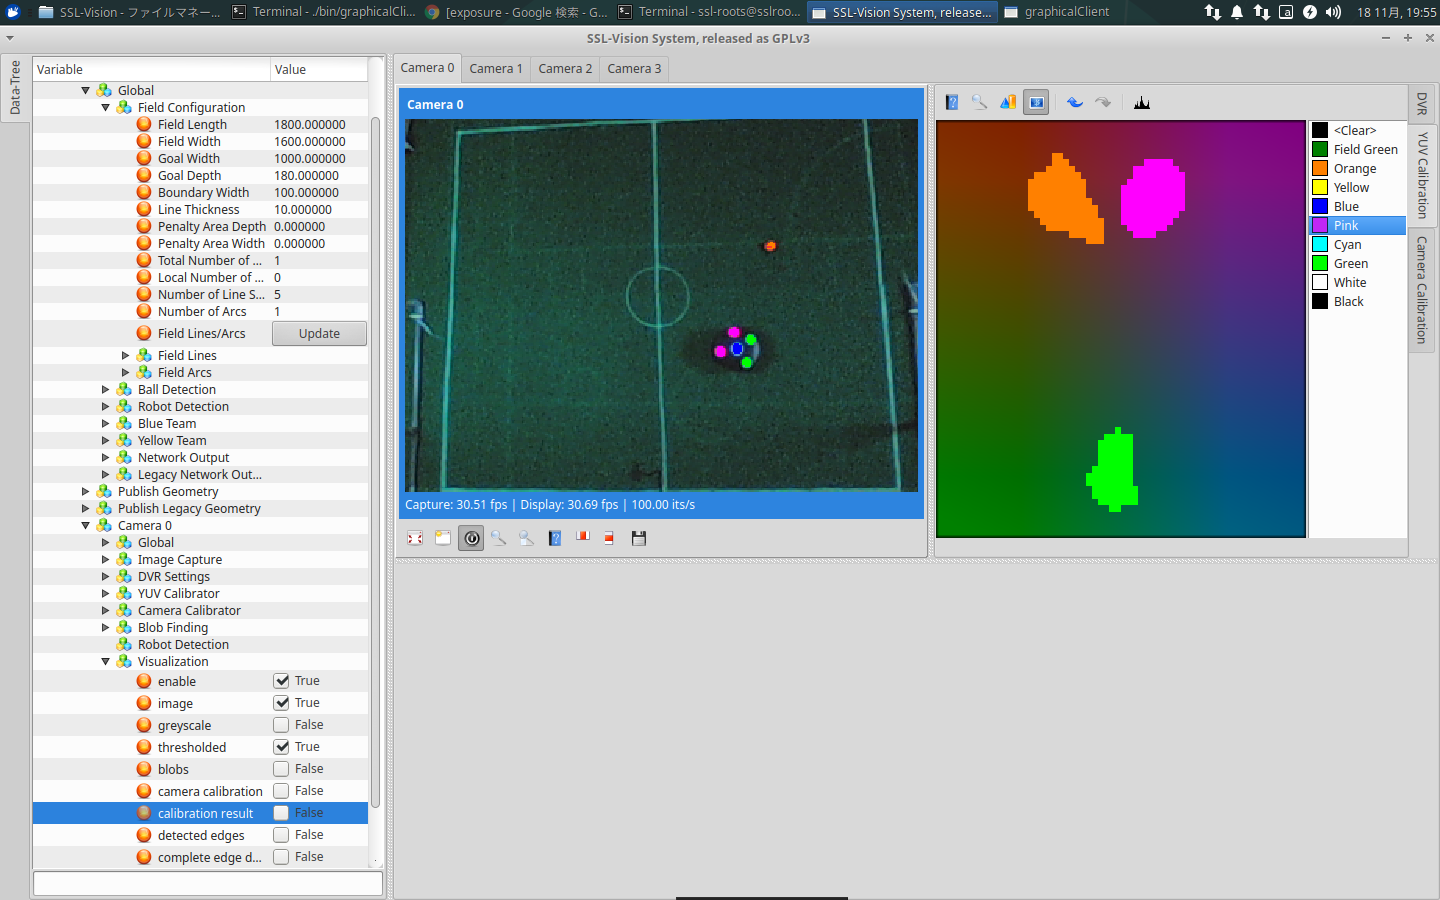 SSL-Vision - ファイルマネー...
Terminal - ./bin/graphicalCli...
[exposure - Google 検索 - G...
Terminal - ssl-roots@sslroo...
SSL-Vision System, release...
graphicalClient
a
18 11月, 19:55
SSL-Vision System, released as GPLv3
Data-Tree
Variable Value
Global
Field Configuration
Field Length 1800.000000
Field Width 1600.000000
Goal Width 1000.000000
Goal Depth 180.000000
Boundary Width 100.000000
Line Thickness 10.000000
Penalty Area Depth 0.000000
Penalty Area Width 0.000000
Total Number of ... 1
Local Number of ... 0
Number of Line S... 5
Number of Arcs 1
Field Lines/Arcs Update
Field Lines
Field Arcs
Ball Detection
Robot Detection
Blue Team
Yellow Team
Network Output
Legacy Network Out...
Publish Geometry
Publish Legacy Geometry
Camera 0
Global
Image Capture
DVR Settings
YUV Calibrator
Camera Calibrator
Blob Finding
Robot Detection
Visualization
enable True
image True
greyscale False
thresholded True
blobs False
camera calibration False
calibration result False
detected edges False
complete edge d... False
Camera 0 Camera 1 Camera 2 Camera 3
Camera 0
Capture: 30.51 fps | Display: 30.69 fps | 100.00 its/s
<Clear>
Field Green
Orange
Yellow
Blue
Pink
Cyan
Green
White
Black
DVR
YUV Calibration
Camera Calibration